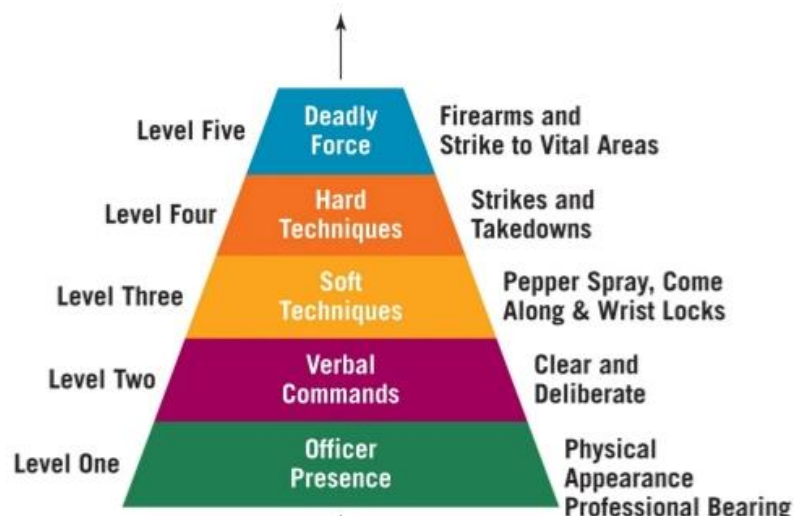 Level Five
Deadly
Force
Firearms and
Strike to Vital Areas
Level Four
Hard
Techniques
Strikes and
Takedowns
Level Three
Soft
Techniques
Pepper Spray, Come
Along & Wrist Locks
Level Two
Verbal
Commands
Clear and
Deliberate
Level One
Officer
Presence
Physical
Appearance
Professional Bearing